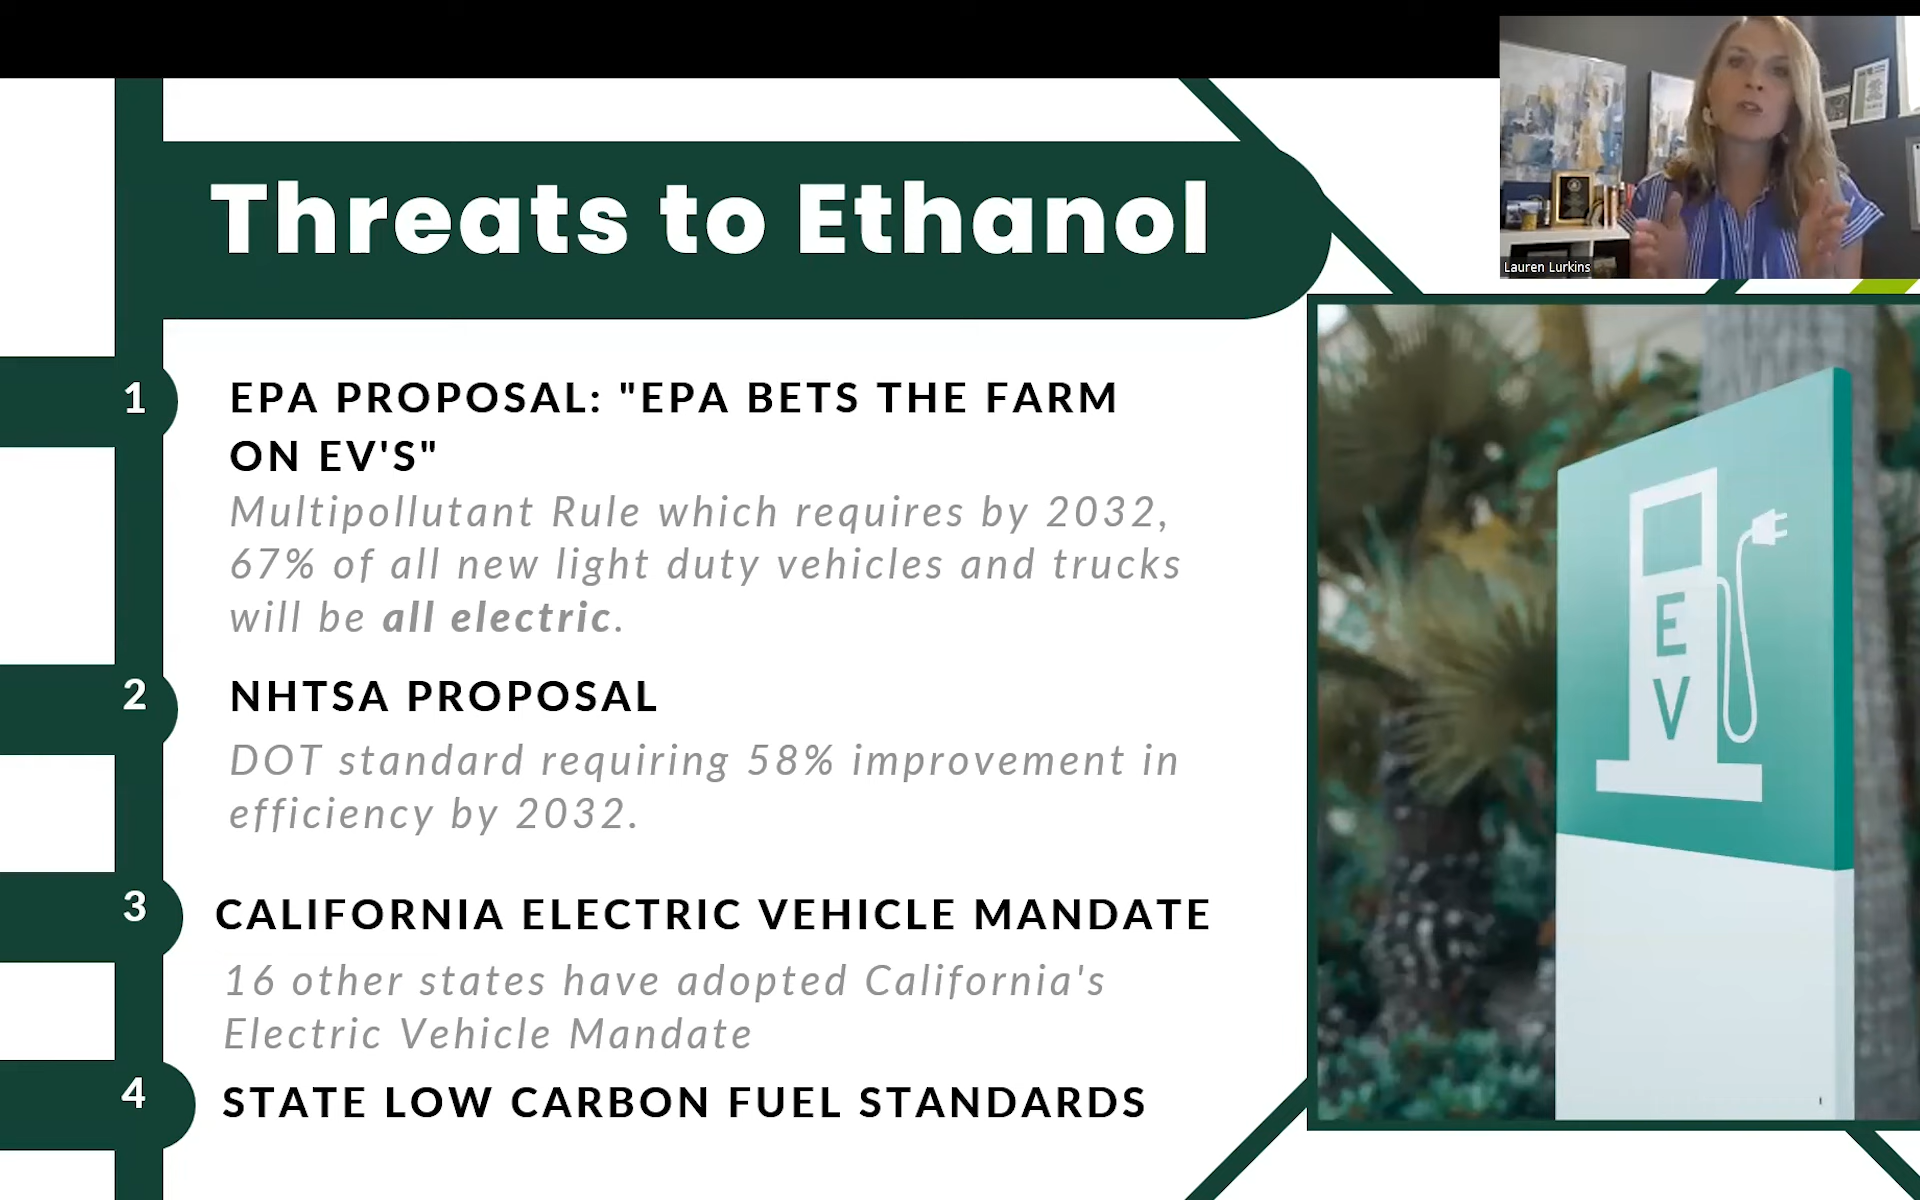 Lauren Lurkins
Threats to Ethanol
1
EPA PROPOSAL: "EPA BETS THE FARM
ON EV'S"
Multipollutant Rule which requires by 2032,
67% of all new light duty vehicles and trucks
will be all electric.
2
NHTSA PROPOSAL
DOT standard requiring 58% improvement in
efficiency by 2032.
3
CALIFORNIA ELECTRIC VEHICLE MANDATE
16 other states have adopted California's
Electric Vehicle Mandate
4
STATE LOW CARBON FUEL STANDARDS
E
V